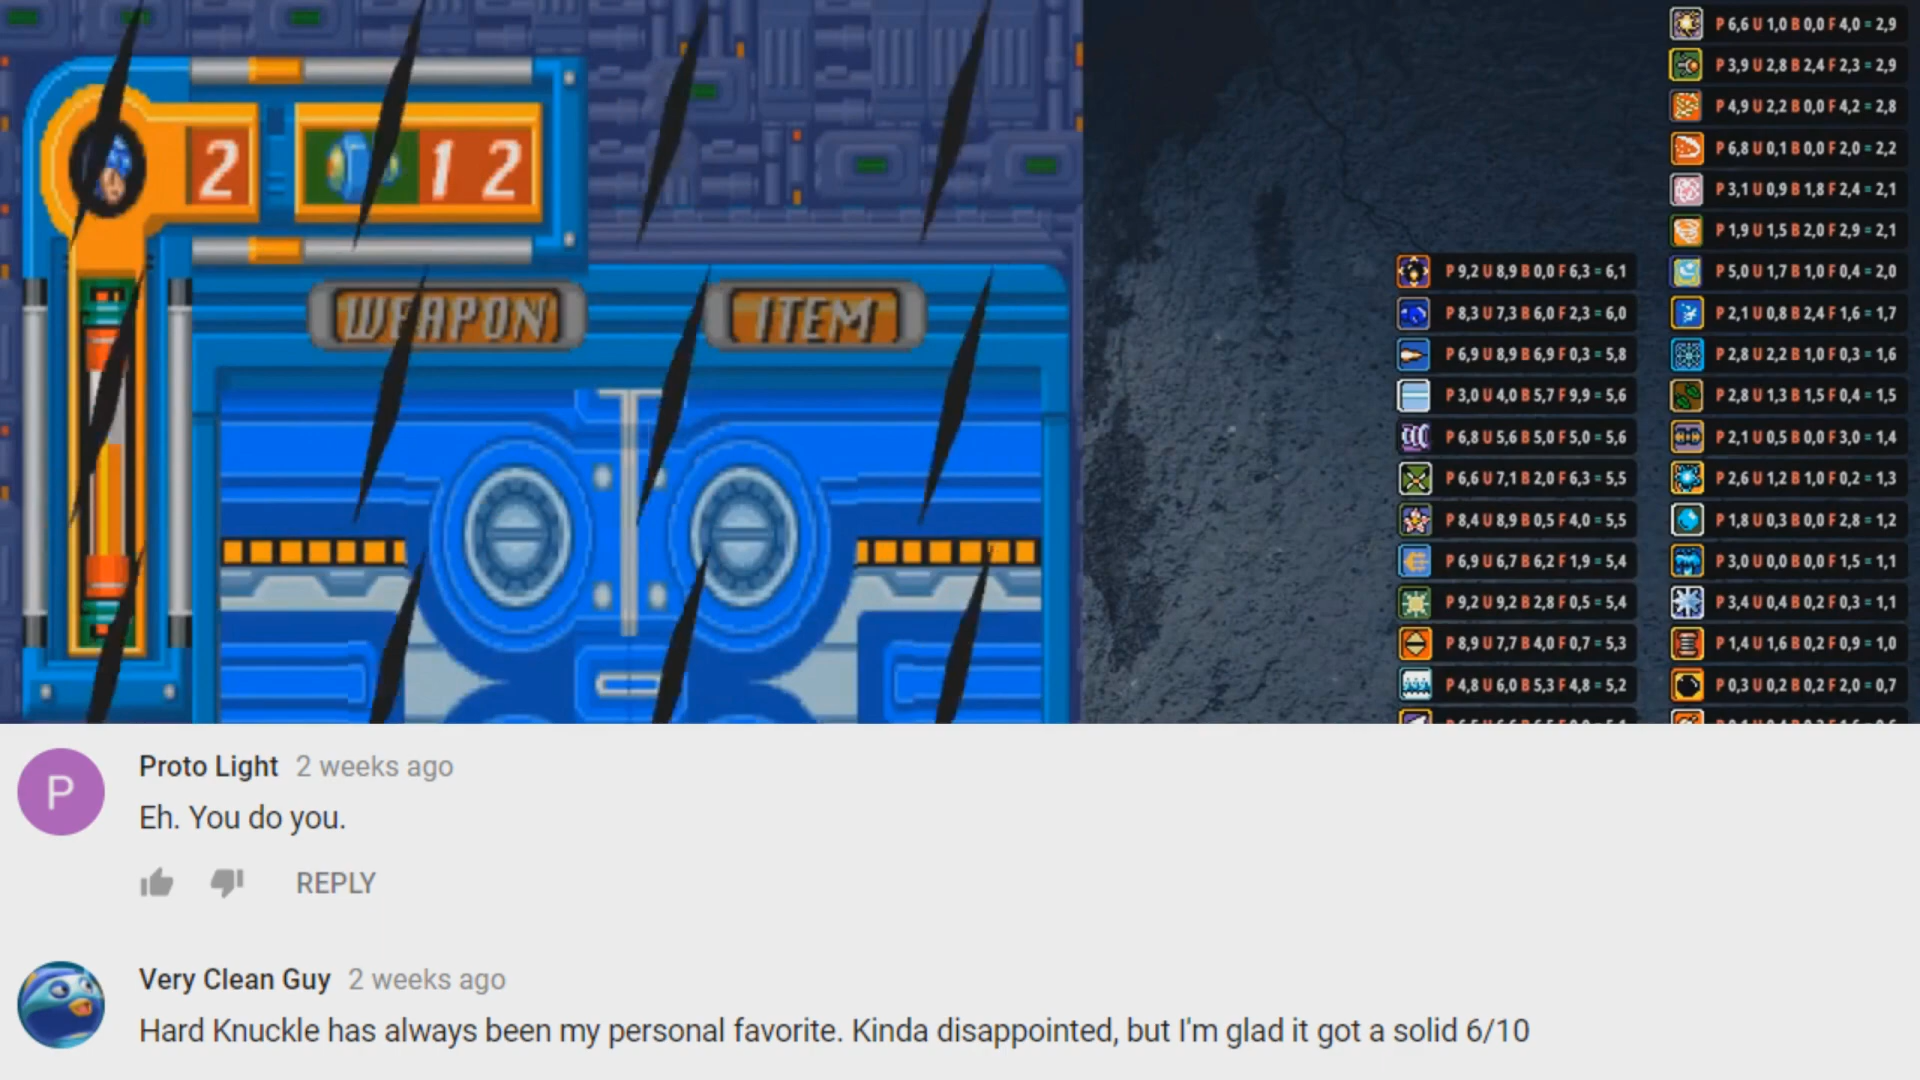 2
12
WEAPON
ITEM
P 9,2 U 8,9 B 0,0 F 6,3 = 6,1
P 8,3 U 7,3 B 6,0 F 2,3 = 6,0
P 6,9 U 8,9 B 6,9 F 0,3 = 5,8
P 3,0 U 4,0 B 5,7 F 9,9 = 5,6
P 6,8 U 5,6 B 5,0 F 5,0 = 5,6
P 6,6 U 7,1 B 2,0 F 6,3 = 5,5
P 8,4 U 8,9 B 0,5 F 4,0 = 5,5
P 6,9 U 6,7 B 6,2 F 1,9 = 5,4
P 9,2 U 9,2 B 2,8 F 0,5 = 5,4
P 8,9 U 7,7 B 4,0 F 0,7 = 5,3
P 4,8 U 6,0 B 5,3 F 4,8 = 5,2
P 6,6 U 1,0 B 0,0 F 4,0 = 2,9
P 3,9 U 2,8 B 2,4 F 2,3 = 2,9
P 4,9 U 2,2 B 0,0 F 4,2 = 2,8
P 6,8 U 0,1 B 0,0 F 2,0 = 2,2
P 3,1 U 0,9 B 1,8 F 2,4 = 2,1
P 1,9 U 1,5 B 2,0 F 2,9 = 2,1
P 5,0 U 1,7 B 1,0 F 0,4 = 2,0
P 2,1 U 0,8 B 2,4 F 1,6 = 1,7
P 2,8 U 2,2 B 1,0 F 0,3 = 1,6
P 2,8 U 1,3 B 1,5 F 0,4 = 1,5
P 2,1 U 0,5 B 0,0 F 3,0 = 1,4
P 2,6 U 1,2 B 1,0 F 0,2 = 1,3
P 1,8 U 0,3 B 0,0 F 2,8 = 1,2
P 3,0 U 0,0 B 0,0 F 1,5 = 1,1
P 3,4 U 0,4 B 0,2 F 0,3 = 1,1
P 1,4 U 1,6 B 0,2 F 0,9 = 1,0
P 0,3 U 0,2 B 0,2 F 2,0 = 0,7
P
Proto Light 2 weeks ago
Eh. You do you.
REPLY
Very Clean Guy 2 weeks ago
Hard Knuckle has always been my personal favorite. Kinda disappointed, but I'm glad it got a solid 6/10